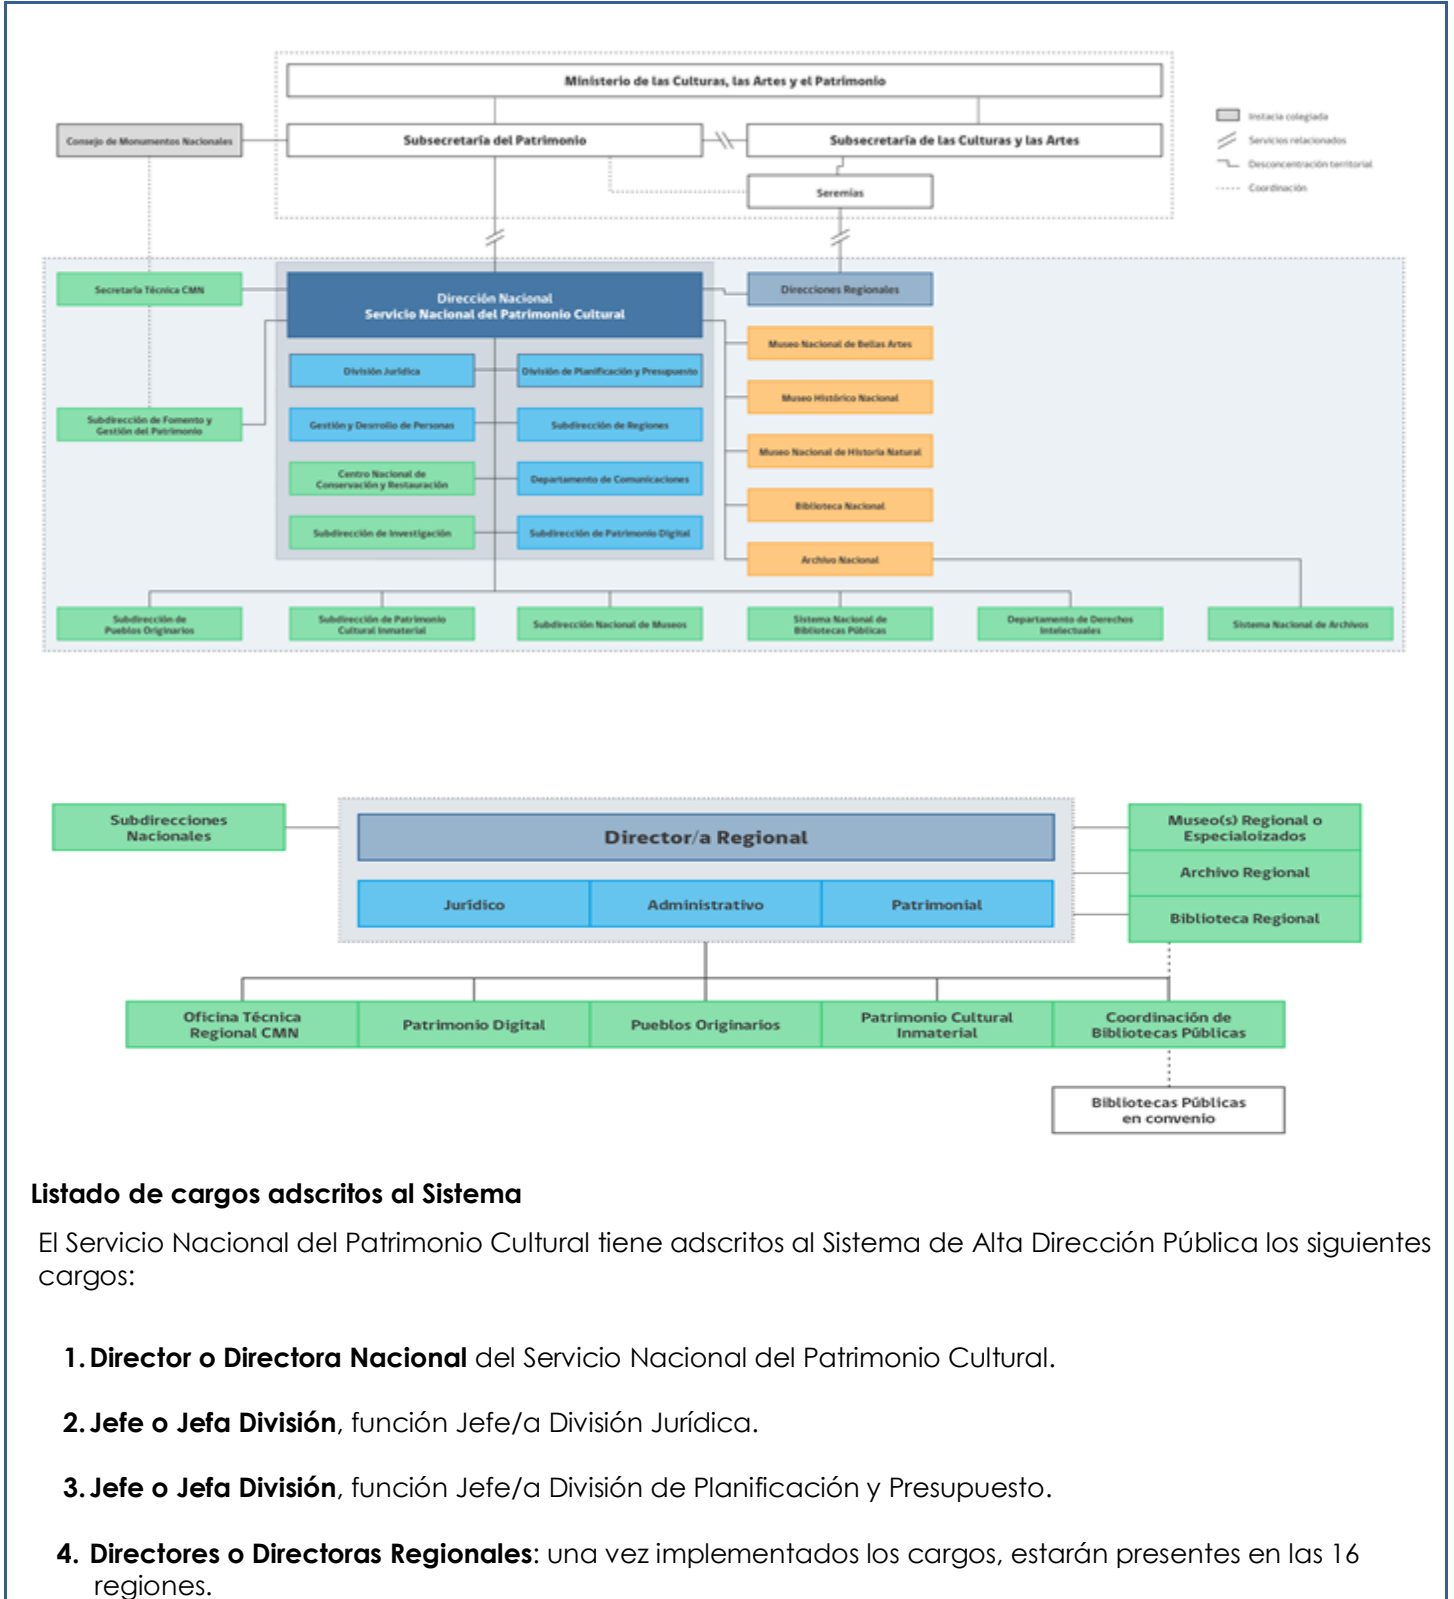 Ministerio de las Culturas, las Artes y el Patrimonio
Consejo de Monumentos Nacionales
Subsecretaría del Patrimonio
Subsecretaría de las Culturas y las Artes
Seremías
Instacia colegiada
Servicios relacionados
Desconcentración territorial
Coordinación
Secretaría Técnica CMN
Dirección Nacional
Servicio Nacional del Patrimonio Cultural
Direcciones Regionales
Museo Nacional de Bellas Artes
División Jurídica
División de Planificación y Presupuesto
Museo Histórico Nacional
Subdirección de Fomento y
Gestión del Patrimonio
Gestión y Desrrollo de Personas
Subdirección de Regiones
Museo Nacional de Historia Natural
Centro Nacional de
Conservación y Restauración
Departamento de Comunicaciones
Biblioteca Nacional
Subdirección de Investigación
Subdirección de Patrimonio Digital
Archivo Nacional
Subdirección de
Pueblos Originarios
Subdirección de Patrimonio
Cultural Inmaterial
Subdirección Nacional de Museos
Sistema Nacional de
Bibliotecas Públicas
Departamento de Derechos
Intelectuales
Sistema Nacional de Archivos
Subdirecciones
Nacionales
Director/a Regional
Jurídico
Administrativo
Patrimonial
Museo(s) Regional o
Especialoizados
Archivo Regional
Biblioteca Regional
Oficina Técnica
Regional CMN
Patrimonio Digital
Pueblos Originarios
Patrimonio Cultural
Inmaterial
Coordinación de
Bibliotecas Públicas
Bibliotecas Públicas
en convenio
Listado de cargos adscritos al Sistema
El Servicio Nacional del Patrimonio Cultural tiene adscritos al Sistema de Alta Dirección Pública los siguientes
cargos:
1. Director o Directora Nacional del Servicio Nacional del Patrimonio Cultural.
2. Jefe o Jefa División, función Jefe/a División Jurídica.
3. Jefe o Jefa División, función Jefe/a División de Planificación y Presupuesto.
4. Directores o Directoras Regionales: una vez implementados los cargos, estarán presentes en las 16
regiones.